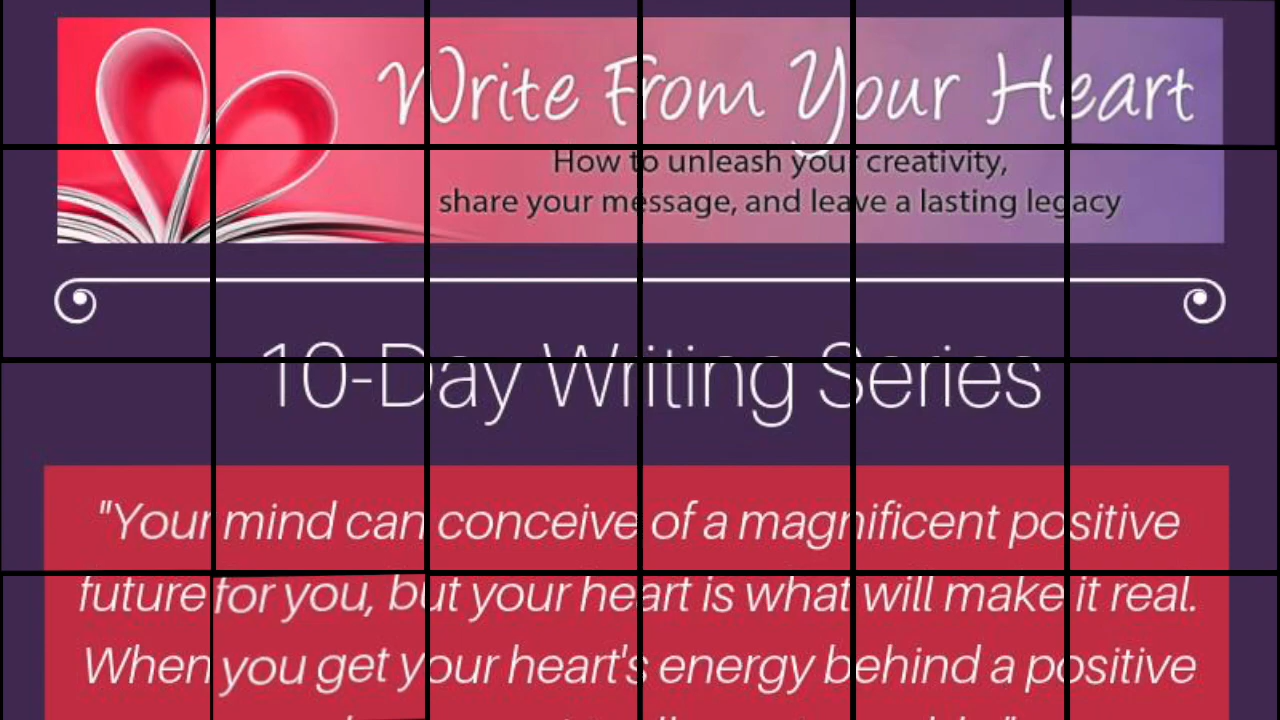 Write From Your Heart
How to unleash your creativity,
share your message, and leave a lasting legacy
10-Day Writing Series
"Your mind can conceive of a magnificent positive
future for you, but your heart is what will make it real.
When you get your heart's energy behind a positive